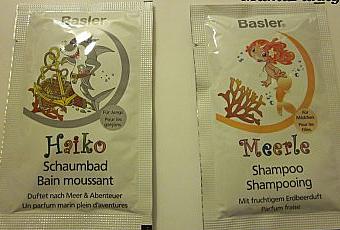 Basler®
Für Jungs
Pour les
garçons
Haiko
Schaumbad
Bain moussant
Duftet nach Meer & Abenteuer
Un parfum marin plein d'aventures
Basler®
Für Mädchen
Pour les
filles
Meerle
Shampoo
Shampooing
Mit fruchtigem Erdbeerduft
Parfum fraise